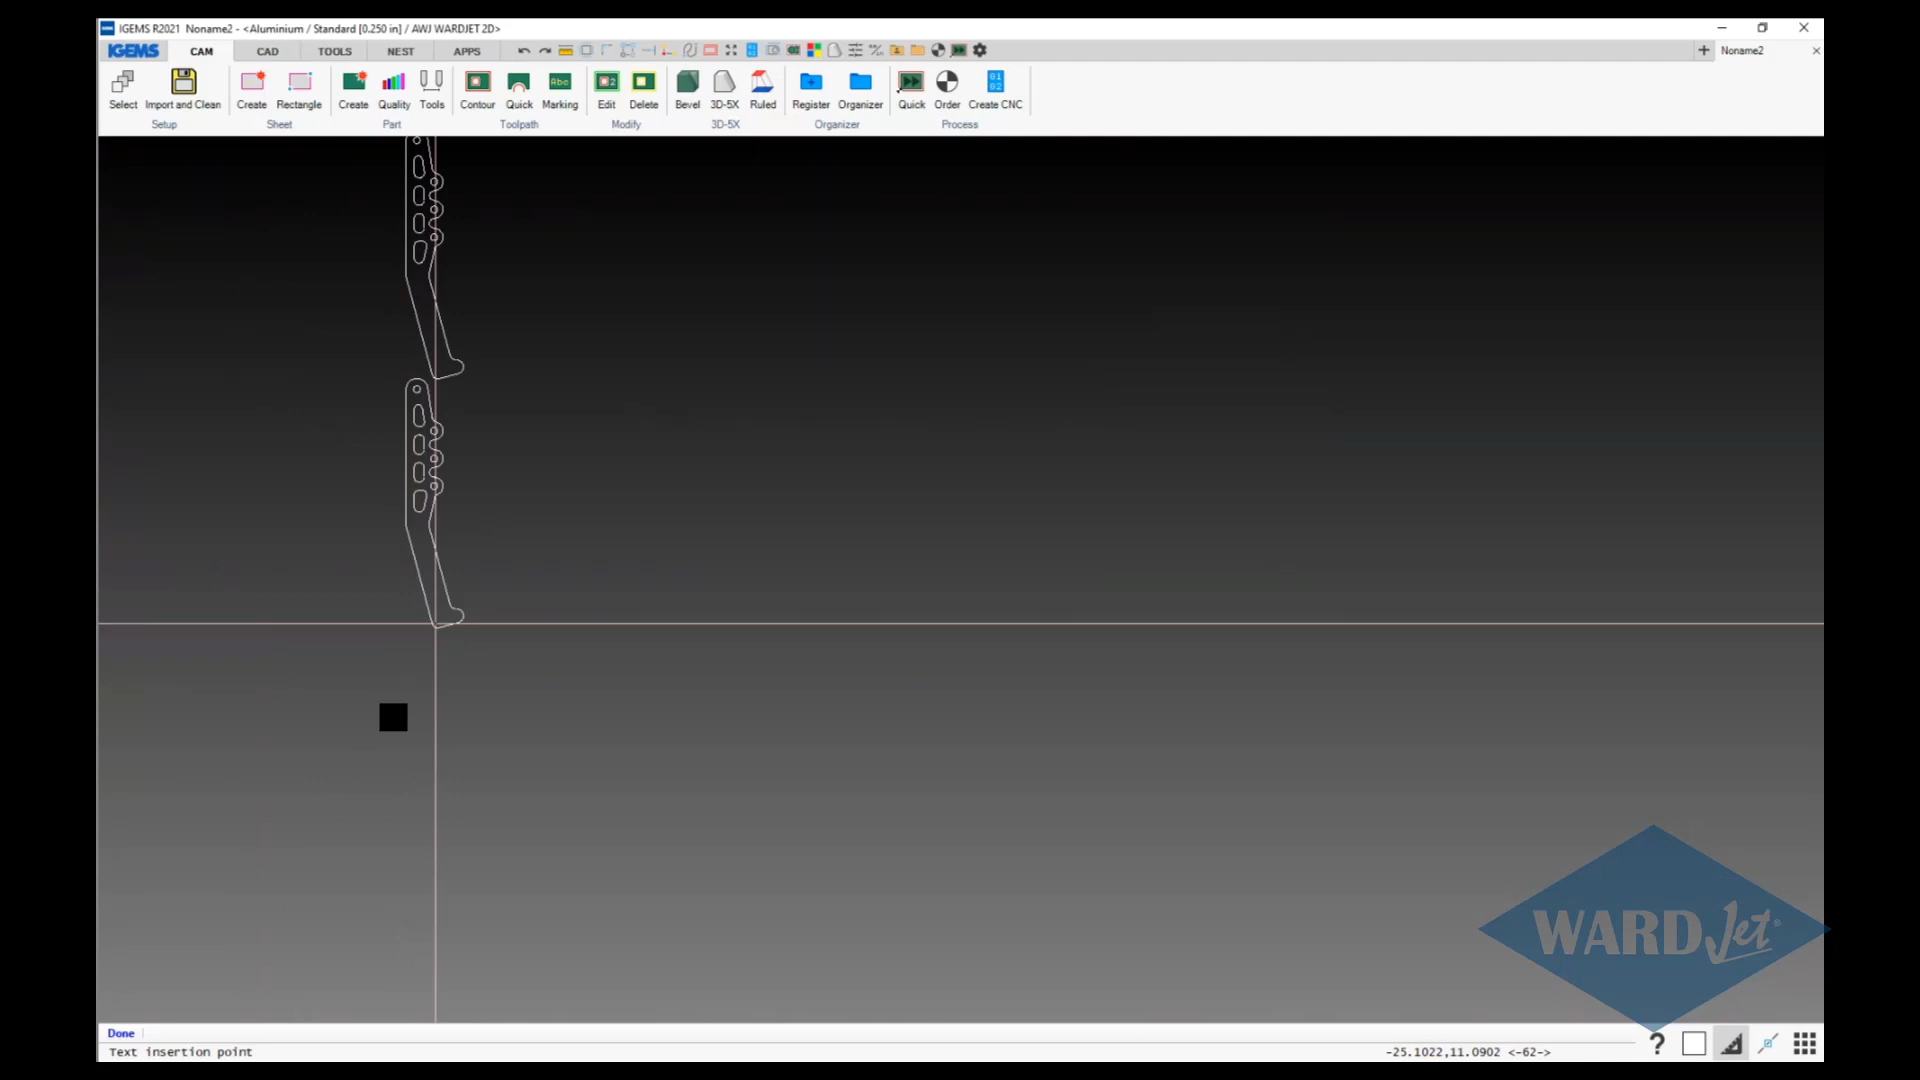 IGEMS R2021 Noname2 - <Aluminium / Standard [0.250 in] / AWJ WARDJET 2D>
IGEMS CAM CAD TOOLS NEST APPS Noname2
Select Import and Clean Create Rectangle Create Quality Tools Contour Quick Marking Edit Delete Bevel 3D-5X Ruled Register Organizer Quick Order Create CNC
Setup Sheet Part Toolpath Modify 3D-5X Organizer Process
WARDJet®
Done
Text insertion point -25.1022,11.0902 <-62->